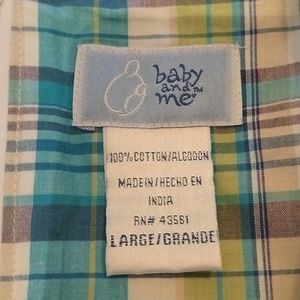 baby
and
me™
100% COTTON/ALGODON
MADE IN/HECHO EN
INDIA
RN# 43561
LARGE/GRANDE